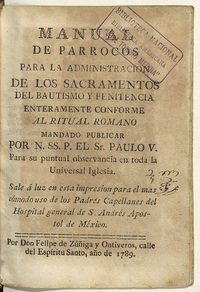 MANUAL
DE PARROCOS
PARA LA ADMINISTRACION
DE LOS SACRAMENTOS
DEL BAUTISMO Y PENITENCIA
ENTERAMENTE CONFORME
AL RITUAL ROMANO
MANDADO PUBLICAR
POR N. SS. P. EL Sr. PAULO V.
Para su puntual observancia en toda la
Universal Iglesia.
Sale á luz en esta impresion para el mas
cómodo uso de los Padres Capellanes del
Hospital general de S. Andrés Apos-
tol de México.
Por Don Felipe de Zúñiga y Ontiveros, calle
del Espíritu Santo, año de 1789.
BIBLIOTECA NACIONAL